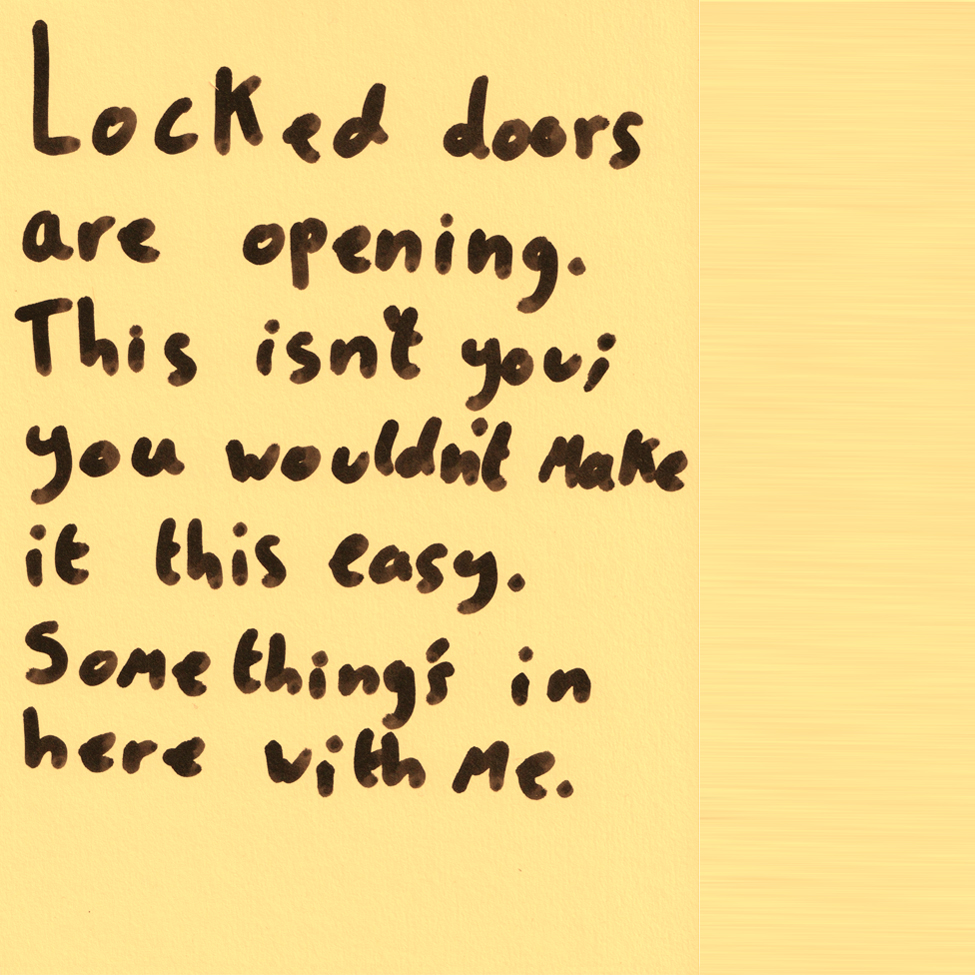 Locked doors
are opening.
This isn't you;
you wouldn't make
it this easy.
Something's in
here with me.